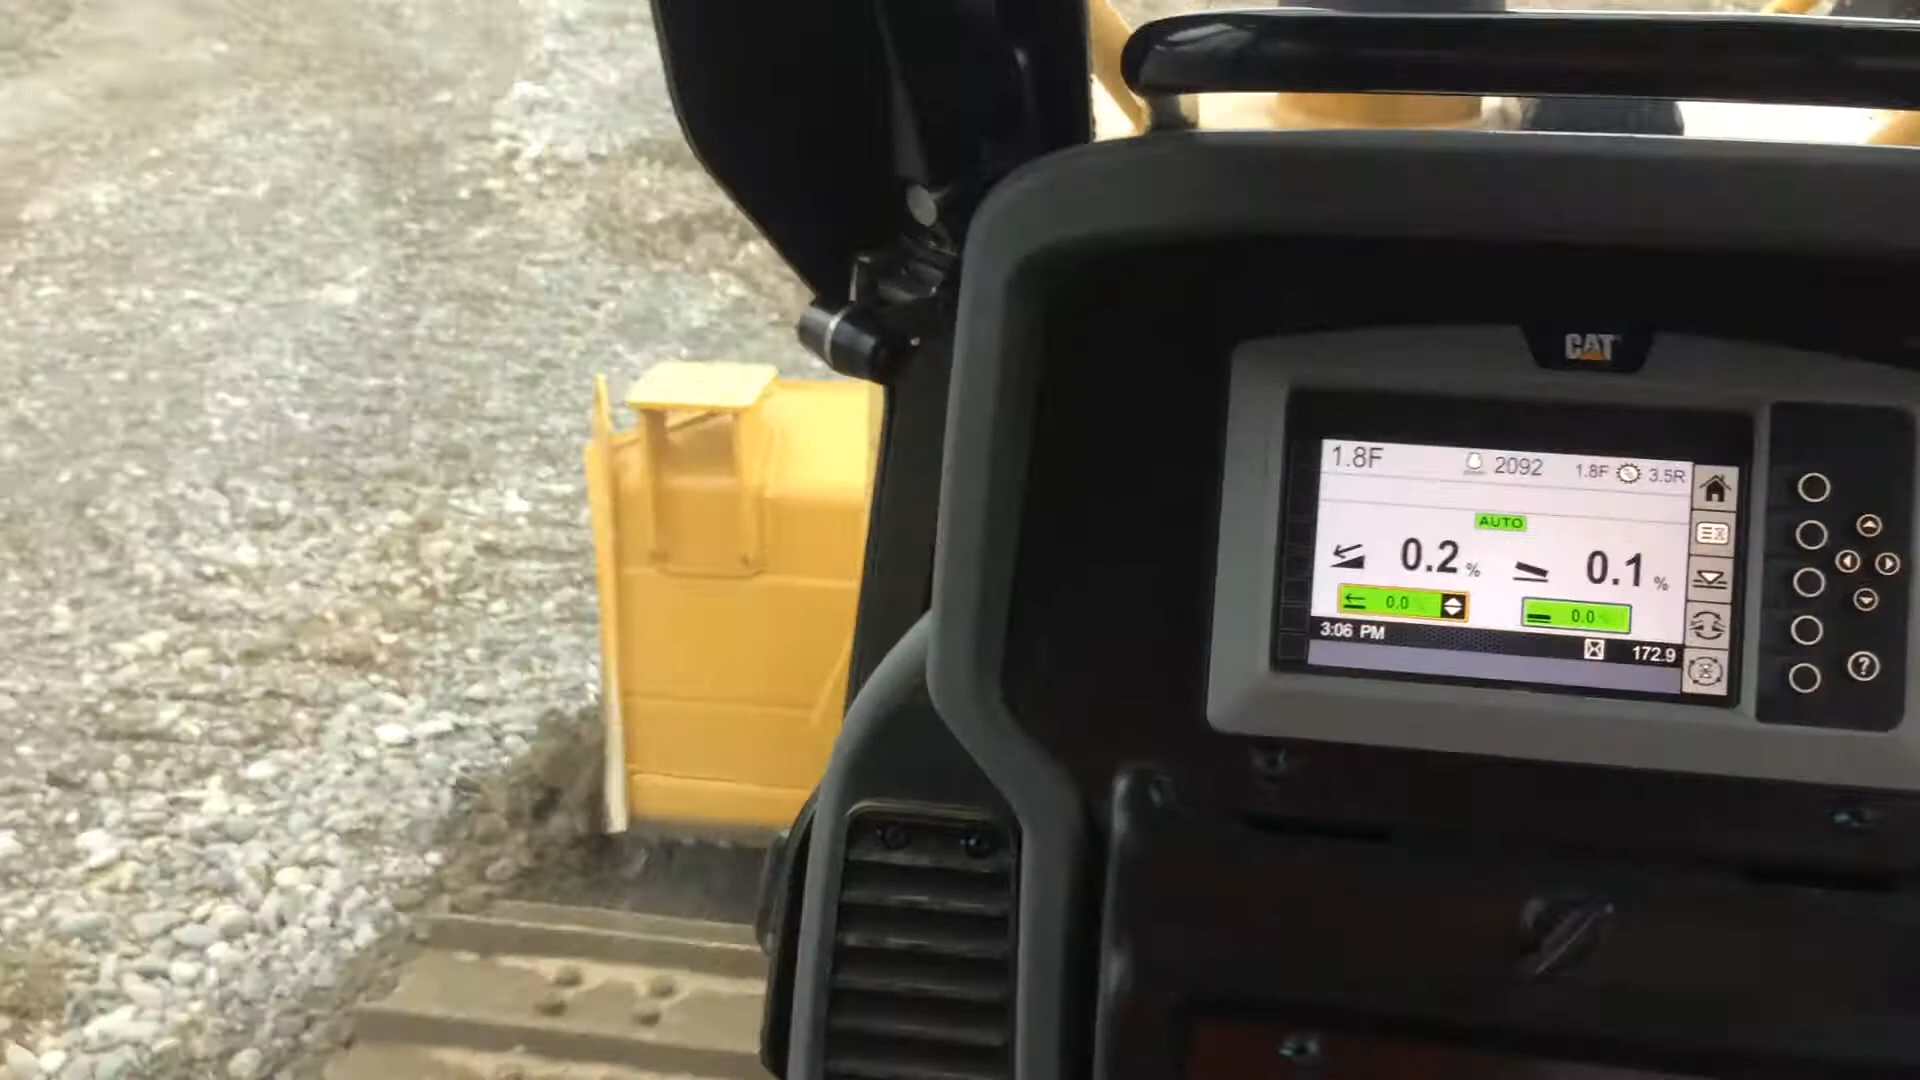 CAT
1.8F 2092 1.8F 3.5R
AUTO
0.2 % 0.1 %
0.0 % 0.0 %
3:06 PM
172.9
?